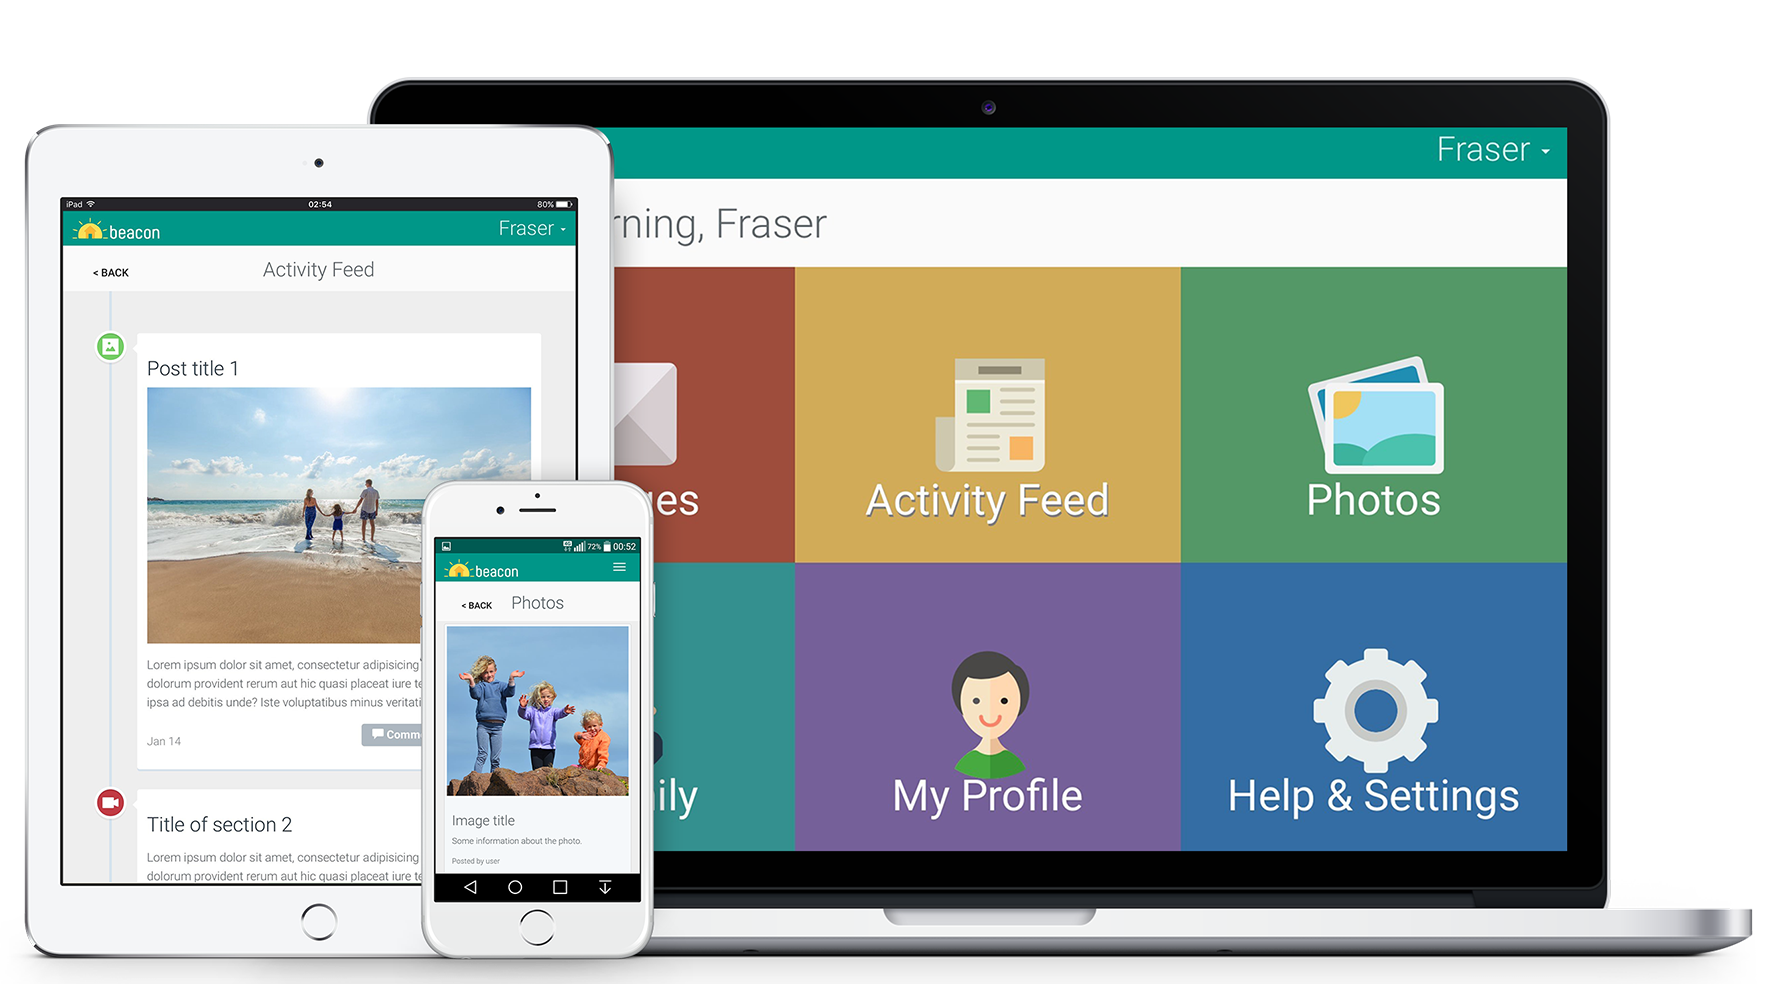 Fraser
rning, Fraser
es
Activity Feed
Photos
ily
My Profile
Help & Settings
iPad
02:54
80%
beacon
Fraser
< BACK
Activity Feed
Post title 1
Lorem ipsum dolor sit amet, consectetur adipisicing
dolorum provident rerum aut hic quasi placeat iure te
ipsa ad debitis unde? Iste voluptatibus minus veritati
Jan 14
Comm
Title of section 2
Lorem ipsum dolor sit amet, consectetur adipisicing
dolorum provident rerum aut hic quasi placeat iure te
4G 72% 00:52
beacon
< BACK Photos
Image title
Some information about the photo.
Posted by user